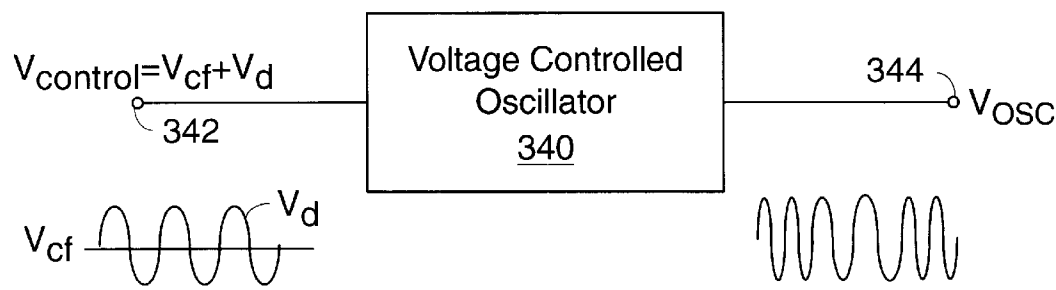 Vcontrol=Vcf+Vd
342
Voltage Controlled
Oscillator
340
344
VOSC
Vd
Vcf